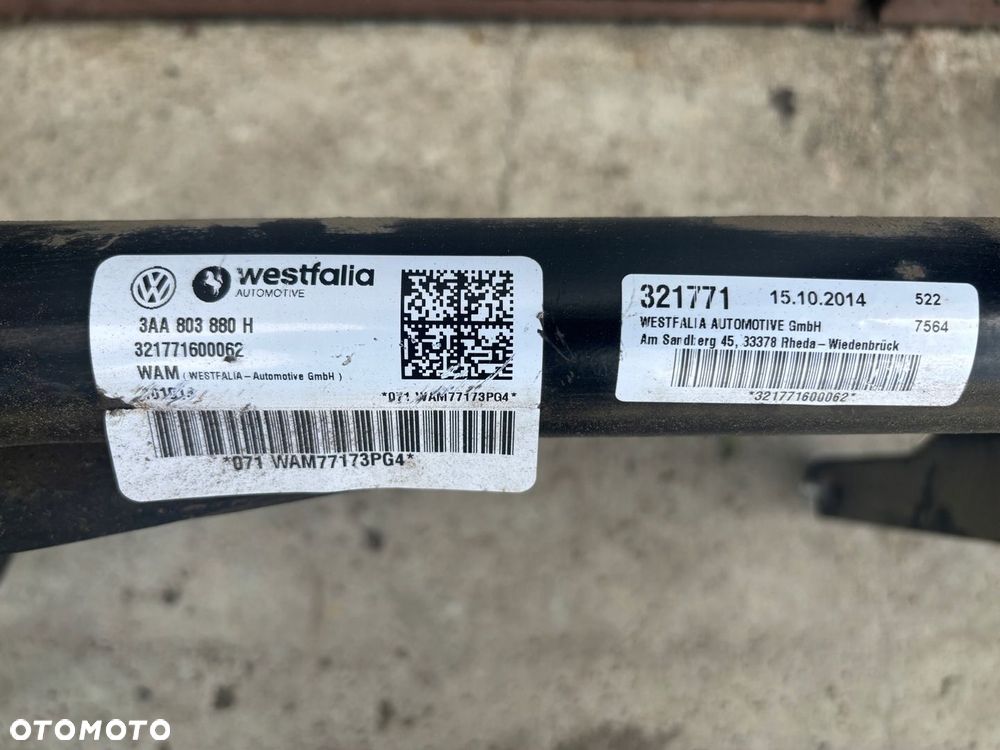 westfalia
AUTOMOTIVE
3AA 803 880 H
321771600062
WAM (WESTFALIA-Automotive GmbH)
*071 WAM77173PG4*
*071 WAM77173PG4*
321771 15.10.2014 522
WESTFALIA AUTOMOTIVE GmbH 7564
Am Sandberg 45, 33378 Rheda-Wiedenbrück
*321771600062*
OTOMOTO